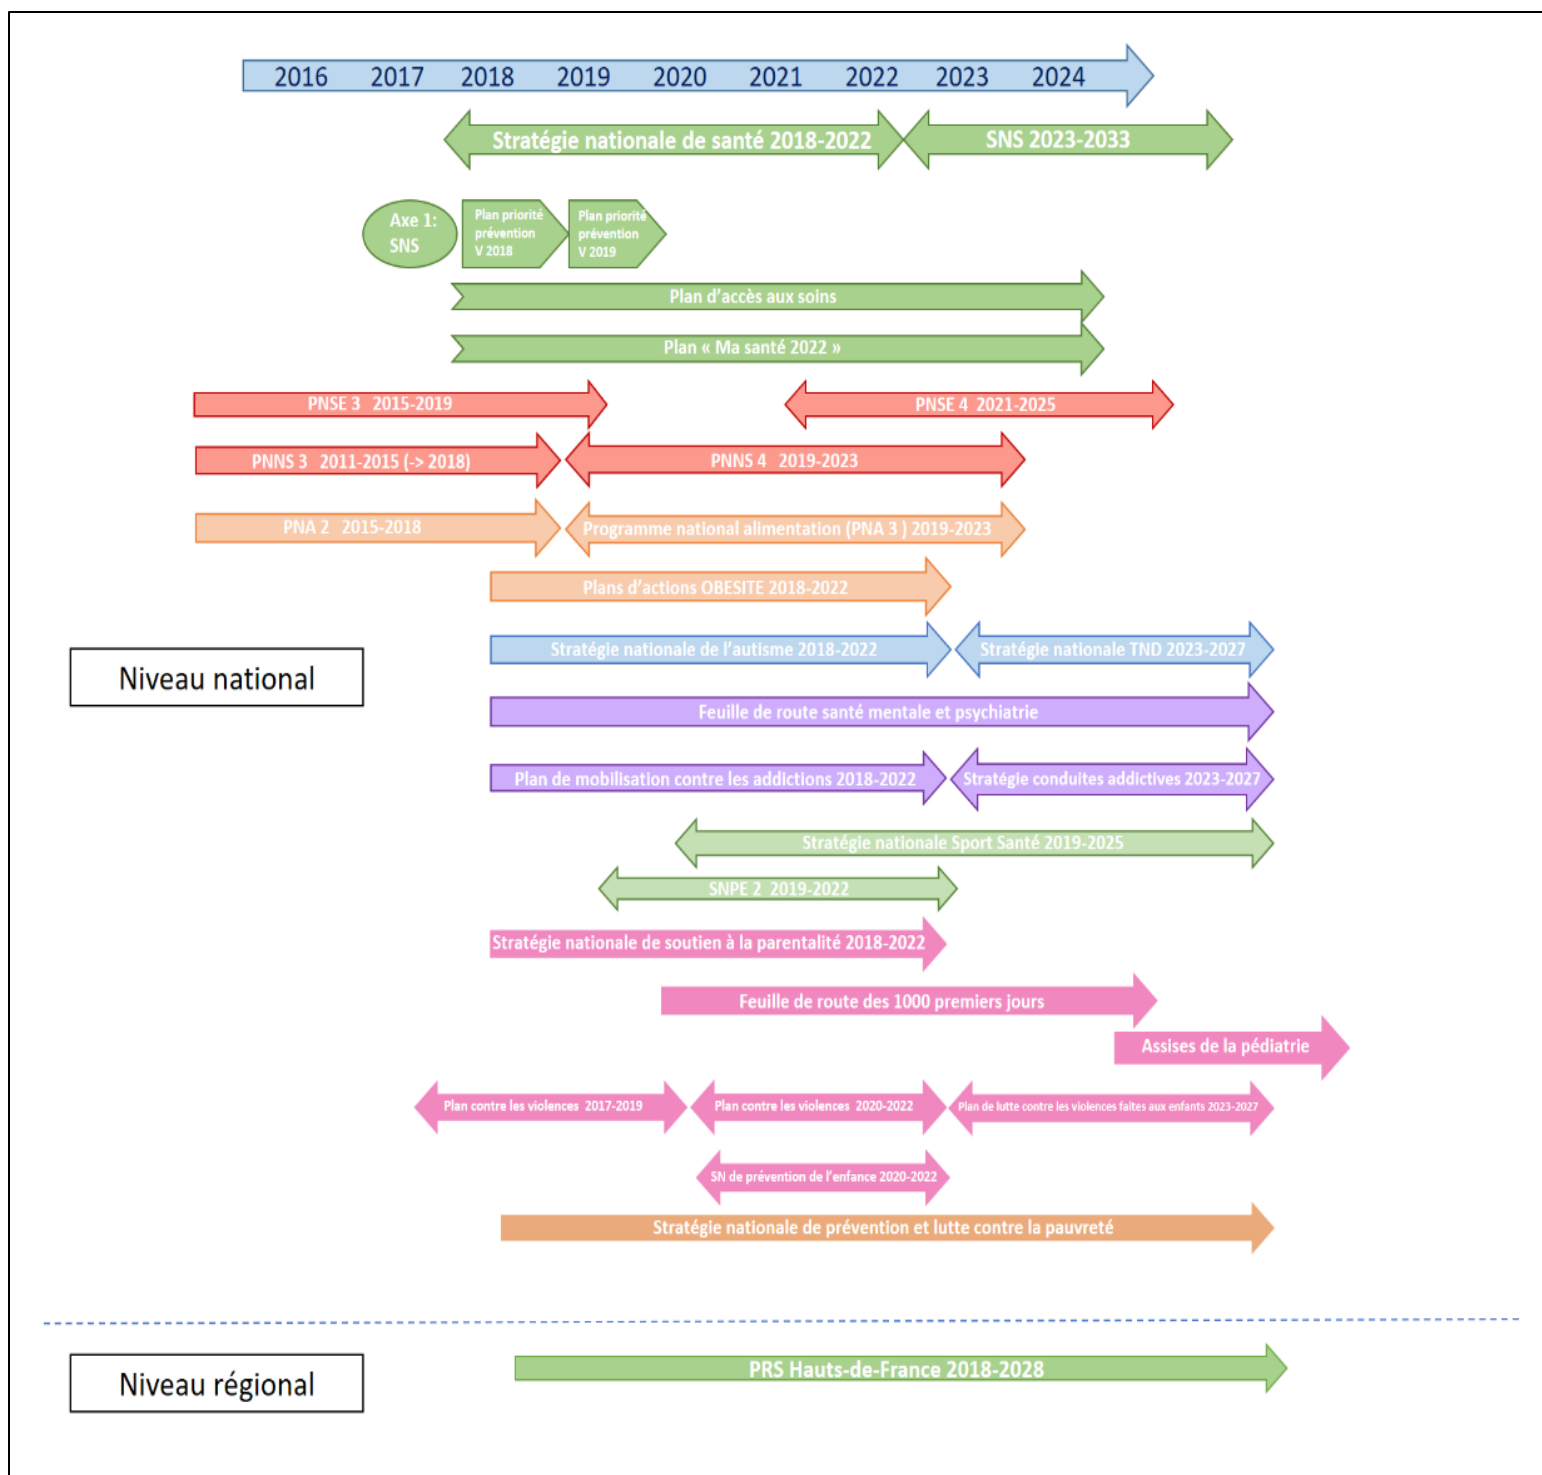 2016 2017 2018 2019 2020 2021 2022 2023 2024
Stratégie nationale de santé 2018-2022
SNS 2023-2033
Axe 1:
SNS
Plan priorité
prévention
V 2018
Plan priorité
prévention
V 2019
Plan d’accès aux soins
Plan « Ma santé 2022 »
PNSE 3 2015-2019
PNSE 4 2021-2025
PNNS 3 2011-2015 (-> 2018)
PNNS 4 2019-2023
PNA 2 2015-2018
Programme national alimentation (PNA 3 ) 2019-2023
Plans d’actions OBESITE 2018-2022
Stratégie nationale de l’autisme 2018-2022
Stratégie nationale TND 2023-2027
Niveau national
Feuille de route santé mentale et psychiatrie
Plan de mobilisation contre les addictions 2018-2022
Stratégie conduites addictives 2023-2027
Stratégie nationale Sport Santé 2019-2025
SNPE 2 2019-2022
Stratégie nationale de soutien à la parentalité 2018-2022
Feuille de route des 1000 premiers jours
Assises de la pédiatrie
Plan contre les violences 2017-2019
Plan contre les violences 2020-2022
Plan de lutte contre les violences faites aux enfants 2023-2027
SN de prévention de l’enfance 2020-2022
Stratégie nationale de prévention et lutte contre la pauvreté
Niveau régional
PRS Hauts-de-France 2018-2028